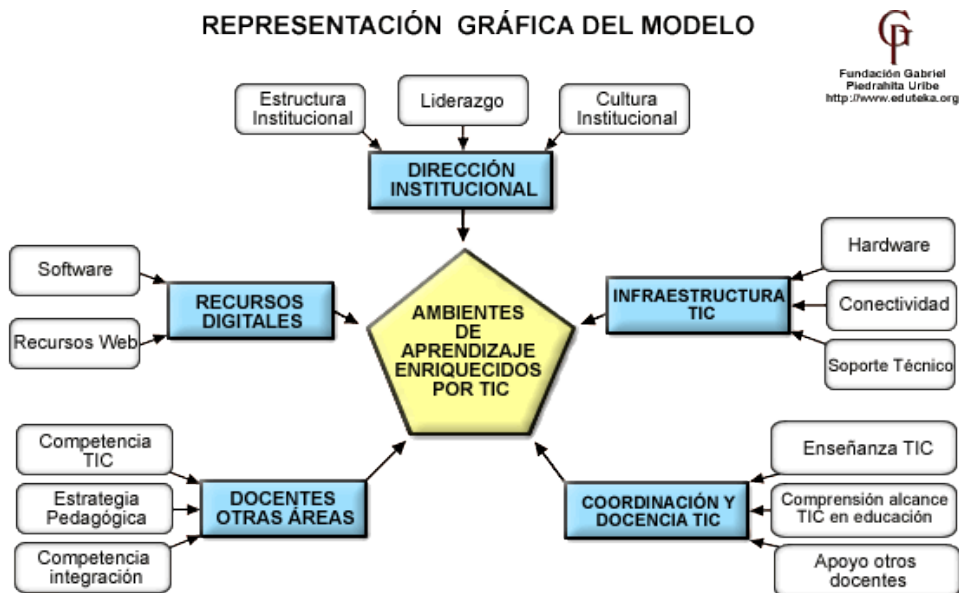 REPRESENTACIÓN GRÁFICA DEL MODELO
Fundación Gabriel
Piedrahita Uribe
http://www.eduteka.org
Estructura
Institucional
Liderazgo
Cultura
Institucional
DIRECCIÓN
INSTITUCIONAL
Software
Recursos Web
RECURSOS
DIGITALES
AMBIENTES
DE
APRENDIZAJE
ENRIQUECIDOS
POR TIC
INFRAESTRUCTURA
TIC
Hardware
Conectividad
Soporte Técnico
Competencia
TIC
Estrategia
Pedagógica
Competencia
integración
DOCENTES
OTRAS ÁREAS
COORDINACIÓN Y
DOCENCIA TIC
Enseñanza TIC
Comprensión alcance
TIC en educación
Apoyo otros
docentes